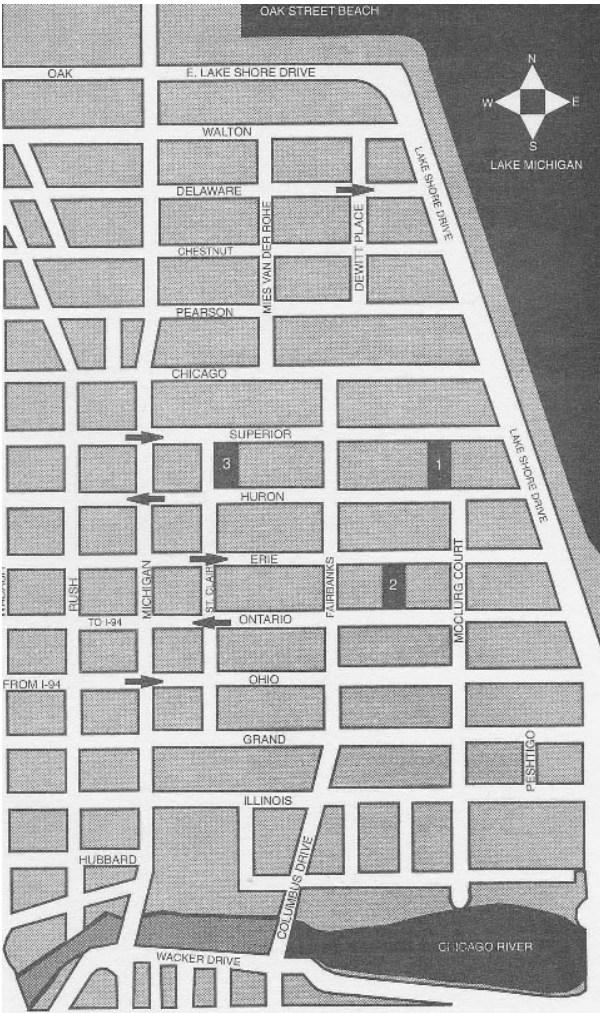 OAK STREET BEACH
N
W E
S
LAKE MICHIGAN
OAK
E. LAKE SHORE DRIVE
WALTON
LAKE SHORE DRIVE
DELAWARE
MIES VAN DER ROHE
DEWITT PLACE
CHESTNUT
PEARSON
CHICAGO
SUPERIOR
LAKE SHORE DRIVE
3
1
HURON
ERIE
RUSH
MICHIGAN
ST. CLAIR
FAIRBANKS
2
MCCLURG COURT
TO I-94
ONTARIO
FROM I-94
OHIO
GRAND
PESHTIGO
ILLINOIS
HUBBARD
COLUMBUS DRIVE
WACKER DRIVE
CHICAGO RIVER